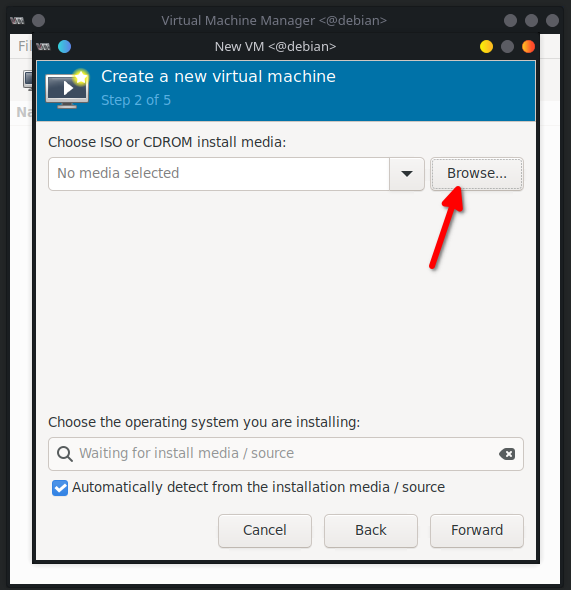 Virtual Machine Manager <@debian>
New VM <@debian>
Create a new virtual machine
Step 2 of 5
Choose ISO or CDROM install media:
No media selected
Browse...
Choose the operating system you are installing:
Waiting for install media / source
Automatically detect from the installation media / source
Cancel Back Forward